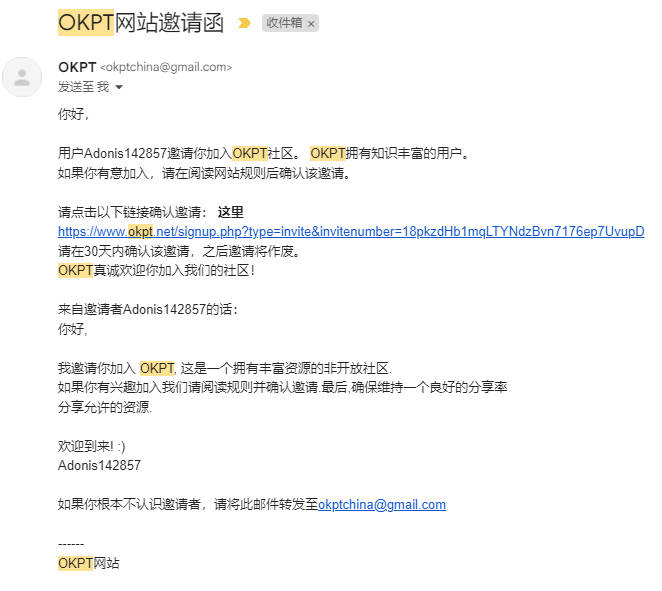 OKPT网站邀请函 收件箱 ×
OKPT <okptchina@gmail.com>
发送至 我
你好，
用户Adonis142857邀请你加入OKPT社区。 OKPT拥有知识丰富的用户。
如果你有意加入，请在阅读网站规则后确认该邀请。
请点击以下链接确认邀请： 这里
https://www.okpt.net/signup.php?type=invite&invitenumber=18pkzdHb1mqLTYNdzBvn7176ep7UvupD
请在30天内确认该邀请，之后邀请将作废。
OKPT真诚欢迎你加入我们的社区！
来自邀请者Adonis142857的话：
你好,
我邀请你加入 OKPT, 这是一个拥有丰富资源的非开放社区.
如果你有兴趣加入我们请阅读规则并确认邀请.最后,确保维持一个良好的分享率
分享允许的资源.
欢迎到来! :)
Adonis142857
如果你根本不认识邀请者，请将此邮件转发至okptchina@gmail.com
------
OKPT网站